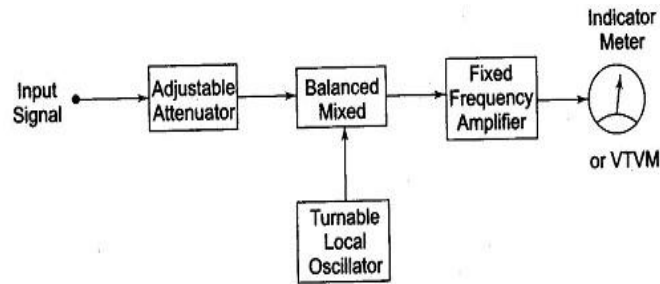 Indicator
Meter
Input
Signal
Adjustable
Attenuator
Balanced
Mixed
Fixed
Frequency
Amplifier
or VTVM
Turnable
Local
Oscillator